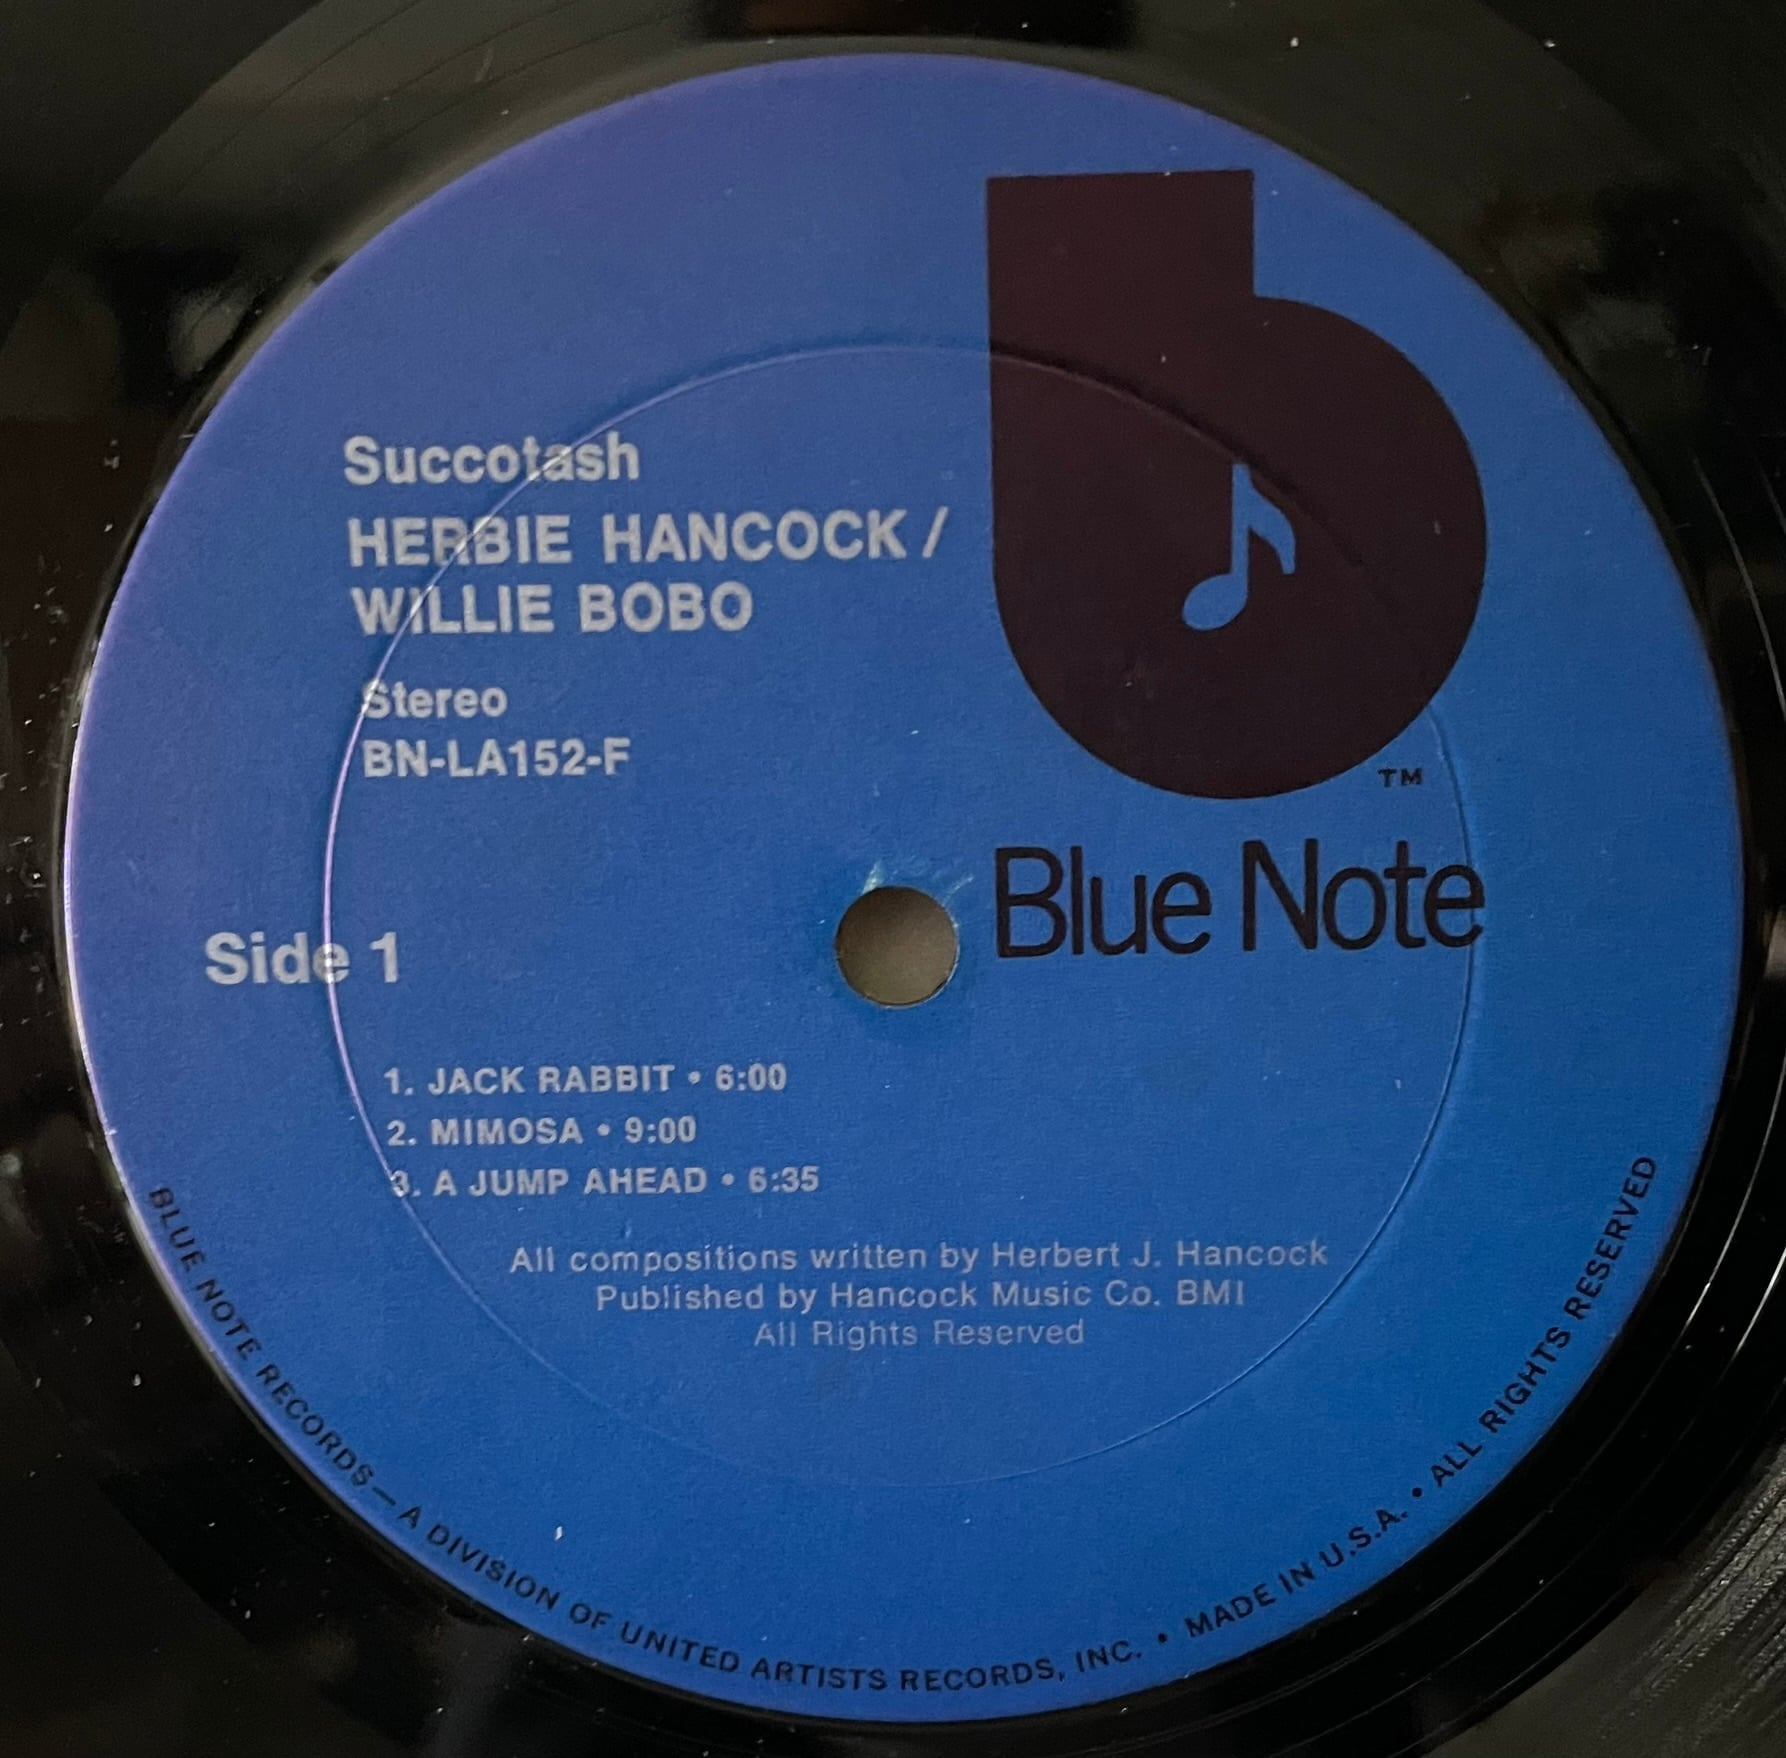 Succotash
HERBIE HANCOCK /
WILLIE BOBO
Stereo
BN-LA152-F
TM
Blue Note
Side 1
1. JACK RABBIT • 6:00
2. MIMOSA • 9:00
3. A JUMP AHEAD • 6:35
All compositions written by Herbert J. Hancock
Published by Hancock Music Co. BMI
All Rights Reserved
BLUE NOTE RECORDS — A DIVISION OF UNITED ARTISTS RECORDS, INC. • MADE IN U.S.A. • ALL RIGHTS RESERVED